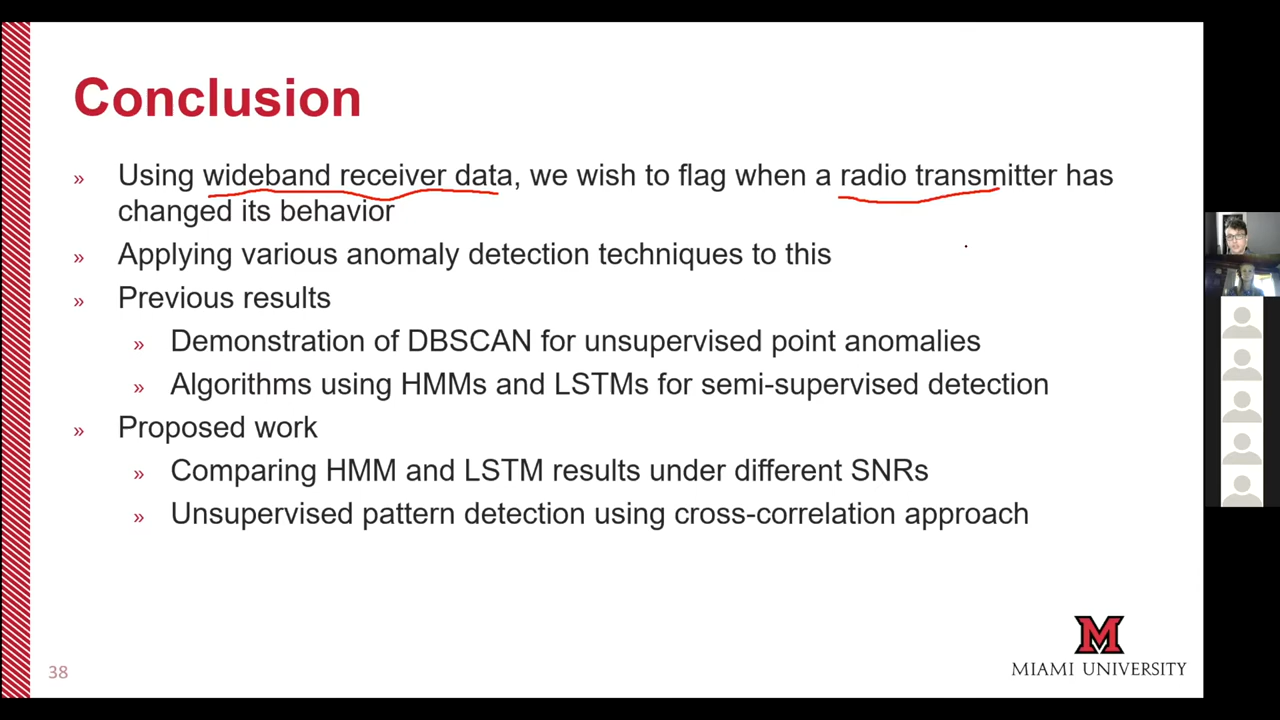 Conclusion
» Using wideband receiver data, we wish to flag when a radio transmitter has
changed its behavior
» Applying various anomaly detection techniques to this
» Previous results
» Demonstration of DBSCAN for unsupervised point anomalies
» Algorithms using HMMs and LSTMs for semi-supervised detection
» Proposed work
» Comparing HMM and LSTM results under different SNRs
» Unsupervised pattern detection using cross-correlation approach
38
M
MIAMI UNIVERSITY